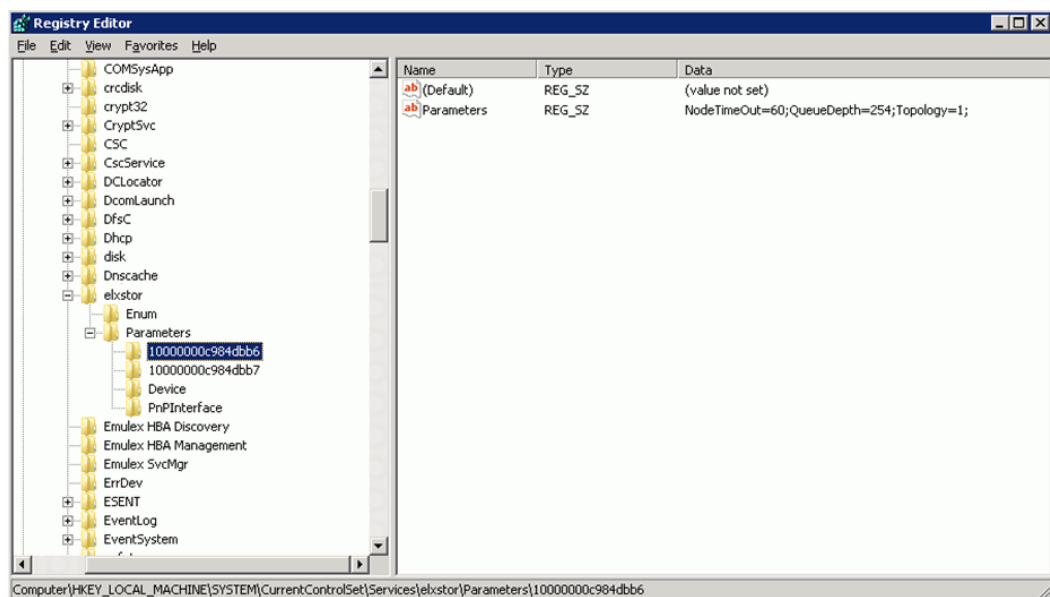 Registry Editor
File Edit View Favorites Help
COMSysApp
crcdisk
crypt32
CryptSvc
CSC
CscService
DCLocator
DcomLaunch
DfsC
Dhcp
disk
Dnscache
elxstor
Enum
Parameters
10000000c984dbb6
10000000c984dbb7
Device
PnPInterface
Emulex HBA Discovery
Emulex HBA Management
Emulex SvcMgr
ErrDev
ESENT
EventLog
EventSystem
Name Type Data
ab (Default) REG_SZ (value not set)
ab Parameters REG_SZ NodeTimeOut=60;QueueDepth=254;Topology=1;
Computer\HKEY_LOCAL_MACHINE\SYSTEM\CurrentControlSet\Services\elxstor\Parameters\10000000c984dbb6